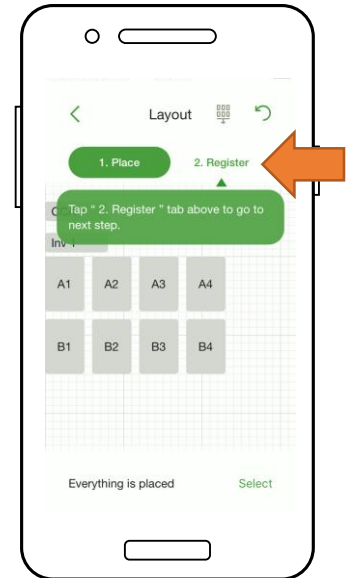 Layout
1. Place
2. Register
Tap “ 2. Register ” tab above to go to
next step.
Inv 1
A1 A2 A3 A4
B1 B2 B3 B4
Everything is placed
Select